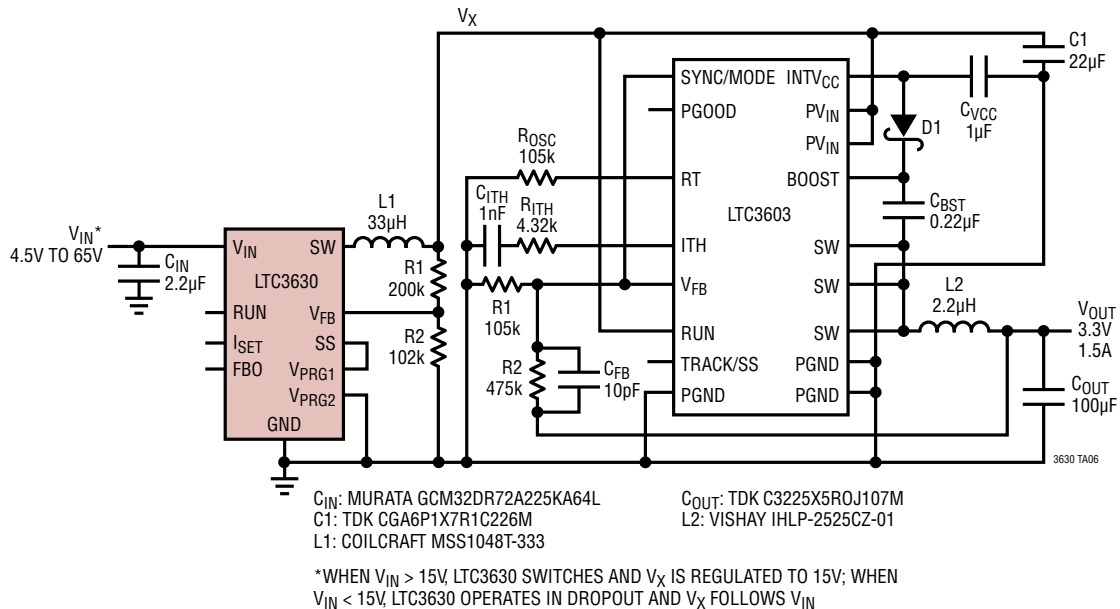 VX
C1
22µF
SYNC/MODE
INTVCC
CVCC
1µF
PGOOD
PVIN
D1
PVIN
ROSC
105k
RT
BOOST
LTC3603
CBST
0.22µF
CITH
1nF
RITH
4.32k
ITH
SW
L1
33µH
VIN*
4.5V TO 65V
VIN
SW
LTC3630
CIN
2.2µF
R1
200k
R1
105k
VFB
SW
L2
2.2µH
VOUT
3.3V
1.5A
RUN
VFB
RUN
SW
ISET
SS
R2
102k
TRACK/SS
PGND
FBO
VPRG1
R2
475k
CFB
10pF
PGND
PGND
COUT
100µF
VPRG2
GND
3630 TA06
CIN: MURATA GCM32DR72A225KA64L
C1: TDK CGA6P1X7R1C226M
L1: COILCRAFT MSS1048T-333
COUT: TDK C3225X5ROJ107M
L2: VISHAY IHLP-2525CZ-01
*WHEN VIN > 15V, LTC3630 SWITCHES AND VX IS REGULATED TO 15V; WHEN
VIN < 15V, LTC3630 OPERATES IN DROPOUT AND VX FOLLOWS VIN